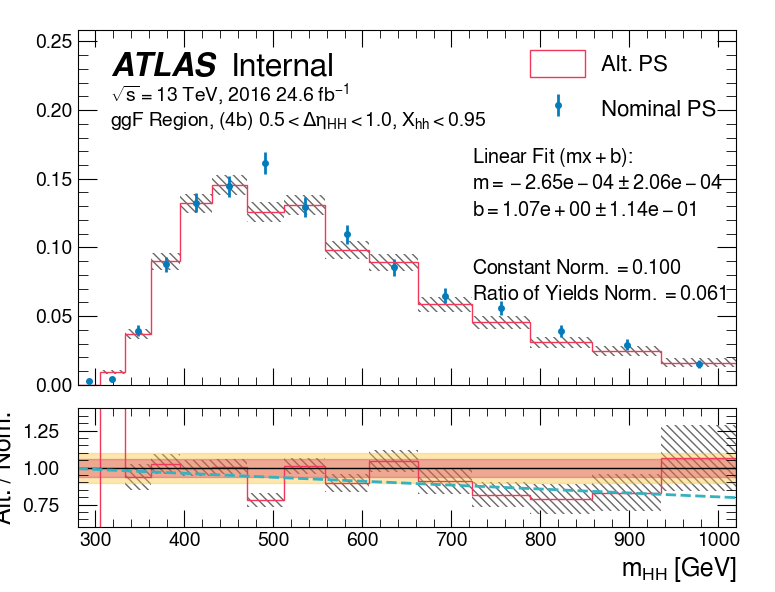 0.25
0.20
0.15
0.10
0.05
0.00
ATLAS Internal
√s = 13 TeV, 2016 24.6 fb⁻¹
ggF Region, (4b) 0.5 < Δη_HH < 1.0, X_hh < 0.95
Alt. PS
Nominal PS
Linear Fit (mx + b):
m = − 2.65e − 04 ± 2.06e − 04
b = 1.07e + 00 ± 1.14e − 01
Constant Norm. = 0.100
Ratio of Yields Norm. = 0.061
Alt. / Nom.
1.25
1.00
0.75
300 400 500 600 700 800 900 1000
m_HH [GeV]